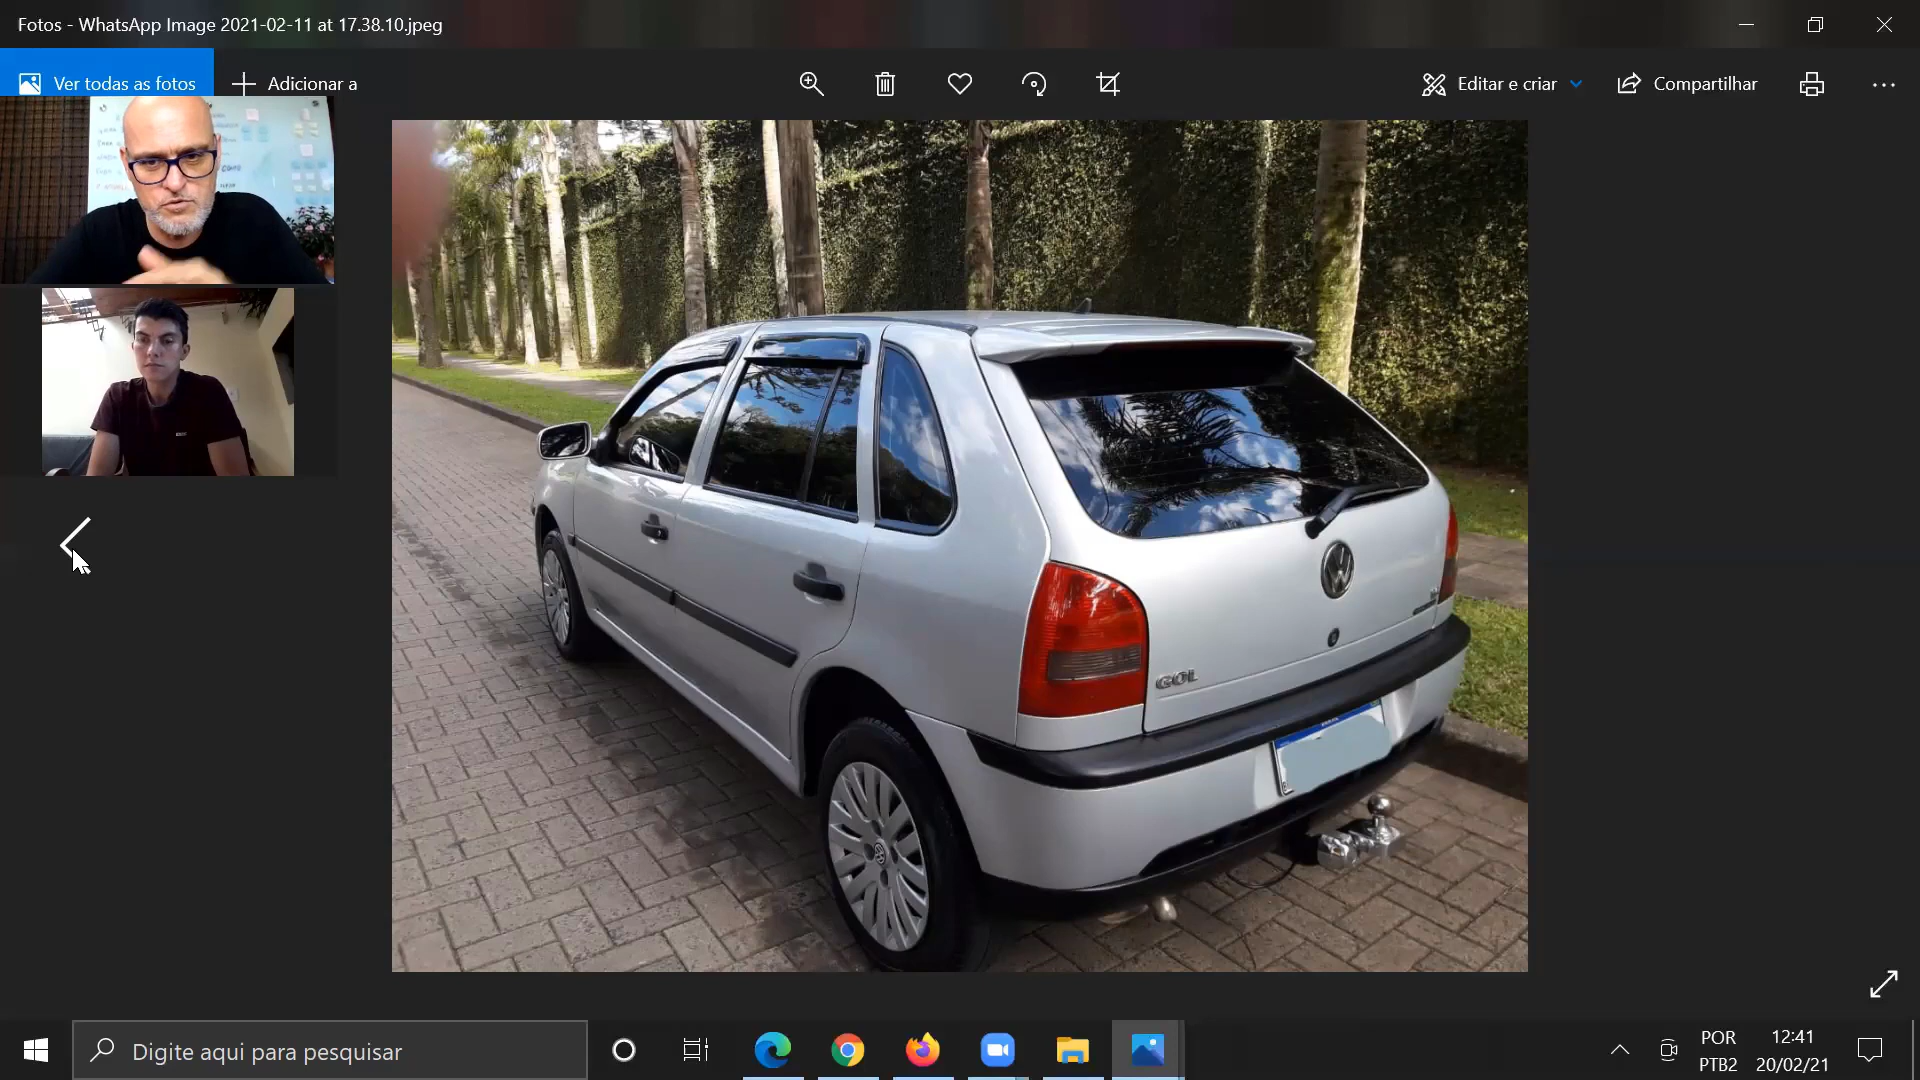 Fotos - WhatsApp Image 2021-02-11 at 17.38.10.jpeg
Ver todas as fotos
Adicionar a
Editar e criar
Compartilhar
GOL
Digite aqui para pesquisar
POR
PTB2
12:41
20/02/21